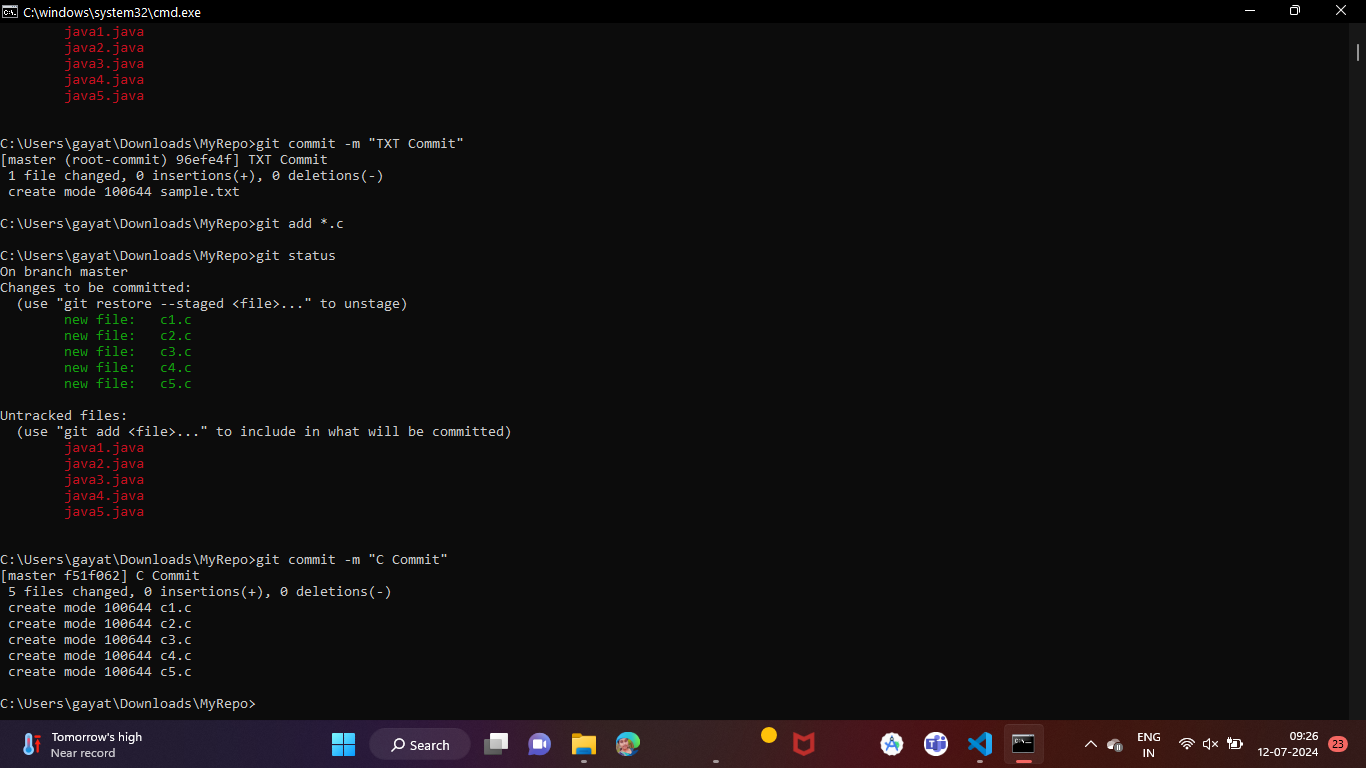 C:\windows\system32\cmd.exe
java1.java
java2.java
java3.java
java4.java
java5.java
C:\Users\gayat\Downloads\MyRepo>git commit -m "TXT Commit"
[master (root-commit) 96efe4f] TXT Commit
1 file changed, 0 insertions(+), 0 deletions(-)
create mode 100644 sample.txt
C:\Users\gayat\Downloads\MyRepo>git add *.c
C:\Users\gayat\Downloads\MyRepo>git status
On branch master
Changes to be committed:
(use "git restore --staged <file>..." to unstage)
new file:   c1.c
new file:   c2.c
new file:   c3.c
new file:   c4.c
new file:   c5.c
Untracked files:
(use "git add <file>..." to include in what will be committed)
java1.java
java2.java
java3.java
java4.java
java5.java
C:\Users\gayat\Downloads\MyRepo>git commit -m "C Commit"
[master f51f062] C Commit
5 files changed, 0 insertions(+), 0 deletions(-)
create mode 100644 c1.c
create mode 100644 c2.c
create mode 100644 c3.c
create mode 100644 c4.c
create mode 100644 c5.c
C:\Users\gayat\Downloads\MyRepo>
Tomorrow's high
Near record
Search
ENG
IN
09:26
12-07-2024
23